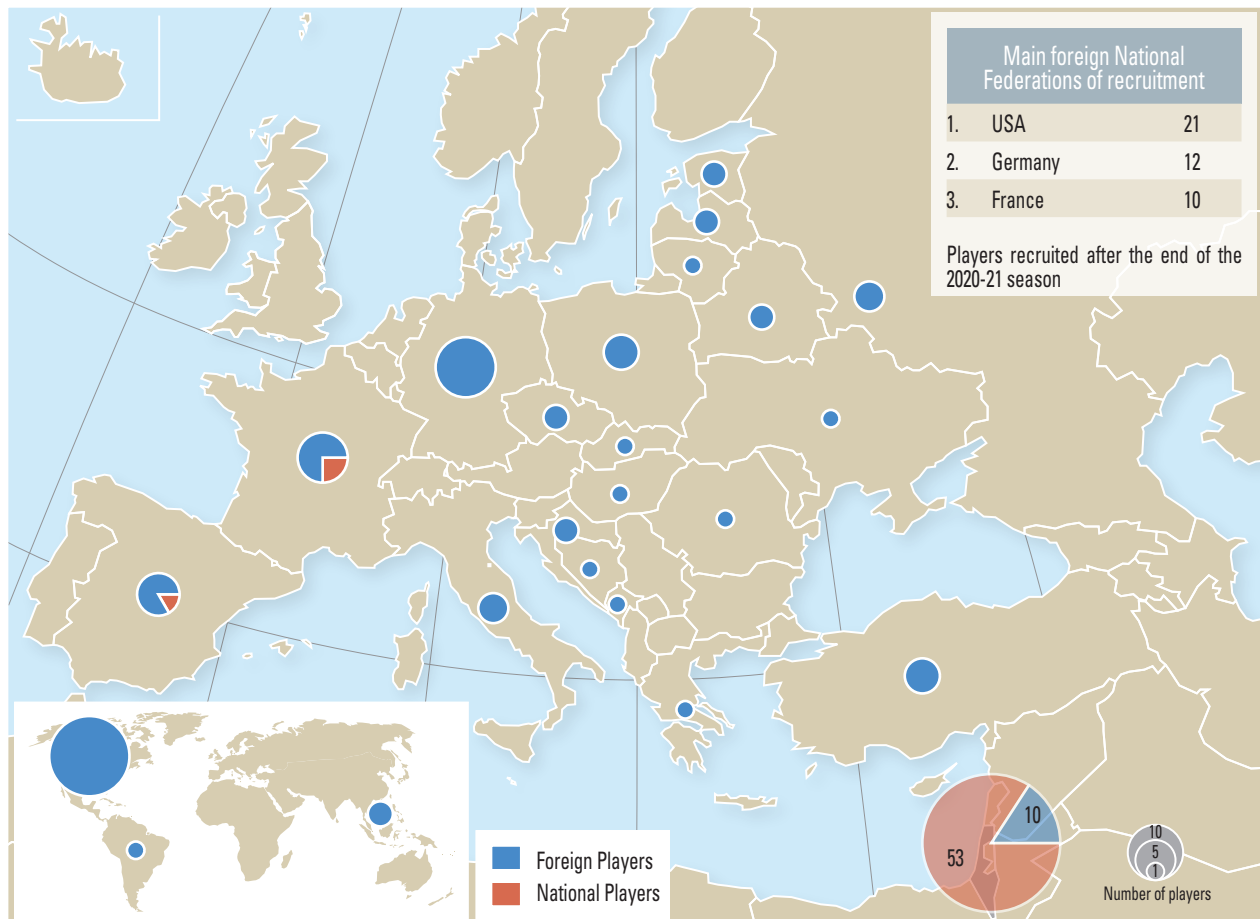 Main foreign National
Federations of recruitment
1. USA 21
2. Germany 12
3. France 10
Players recruited after the end of the
2020-21 season
10
53
10
5
1
Number of players
Foreign Players
National Players